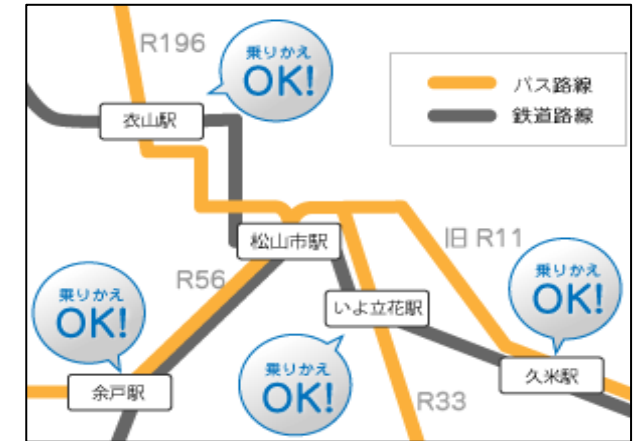 R196
乗りかえ
OK!
バス路線
鉄道路線
衣山駅
松山市駅
旧 R11
R56
乗りかえ
OK!
乗りかえ
OK!
いよ立花駅
乗りかえ
OK!
久米駅
余戸駅
R33